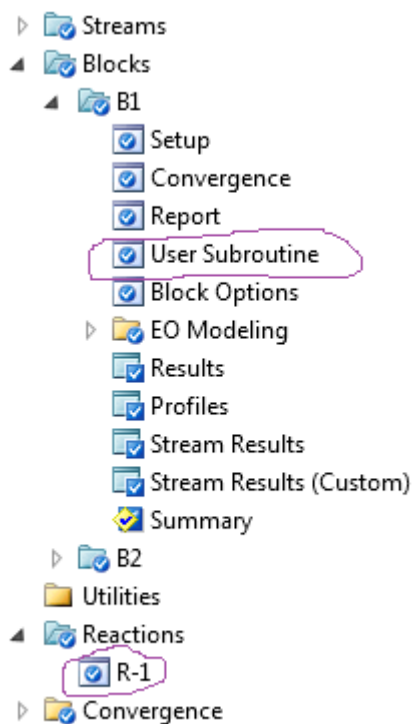 Streams
Blocks
B1
Setup
Convergence
Report
User Subroutine
Block Options
EO Modeling
Results
Profiles
Stream Results
Stream Results (Custom)
Summary
B2
Utilities
Reactions
R-1
Convergence